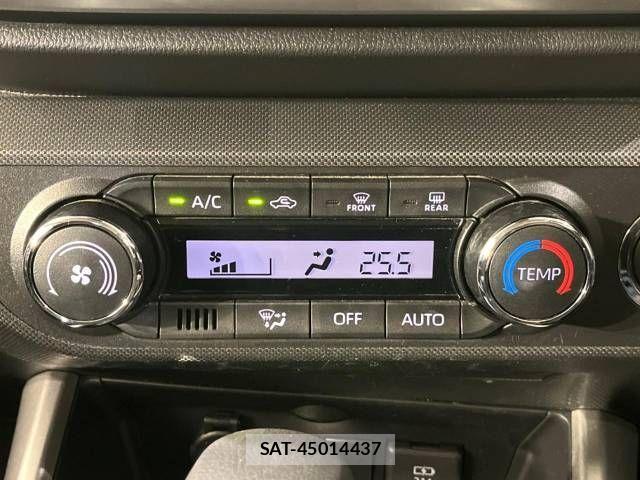 A/C
FRONT
REAR
25.5
TEMP
OFF
AUTO
SAT-45014437